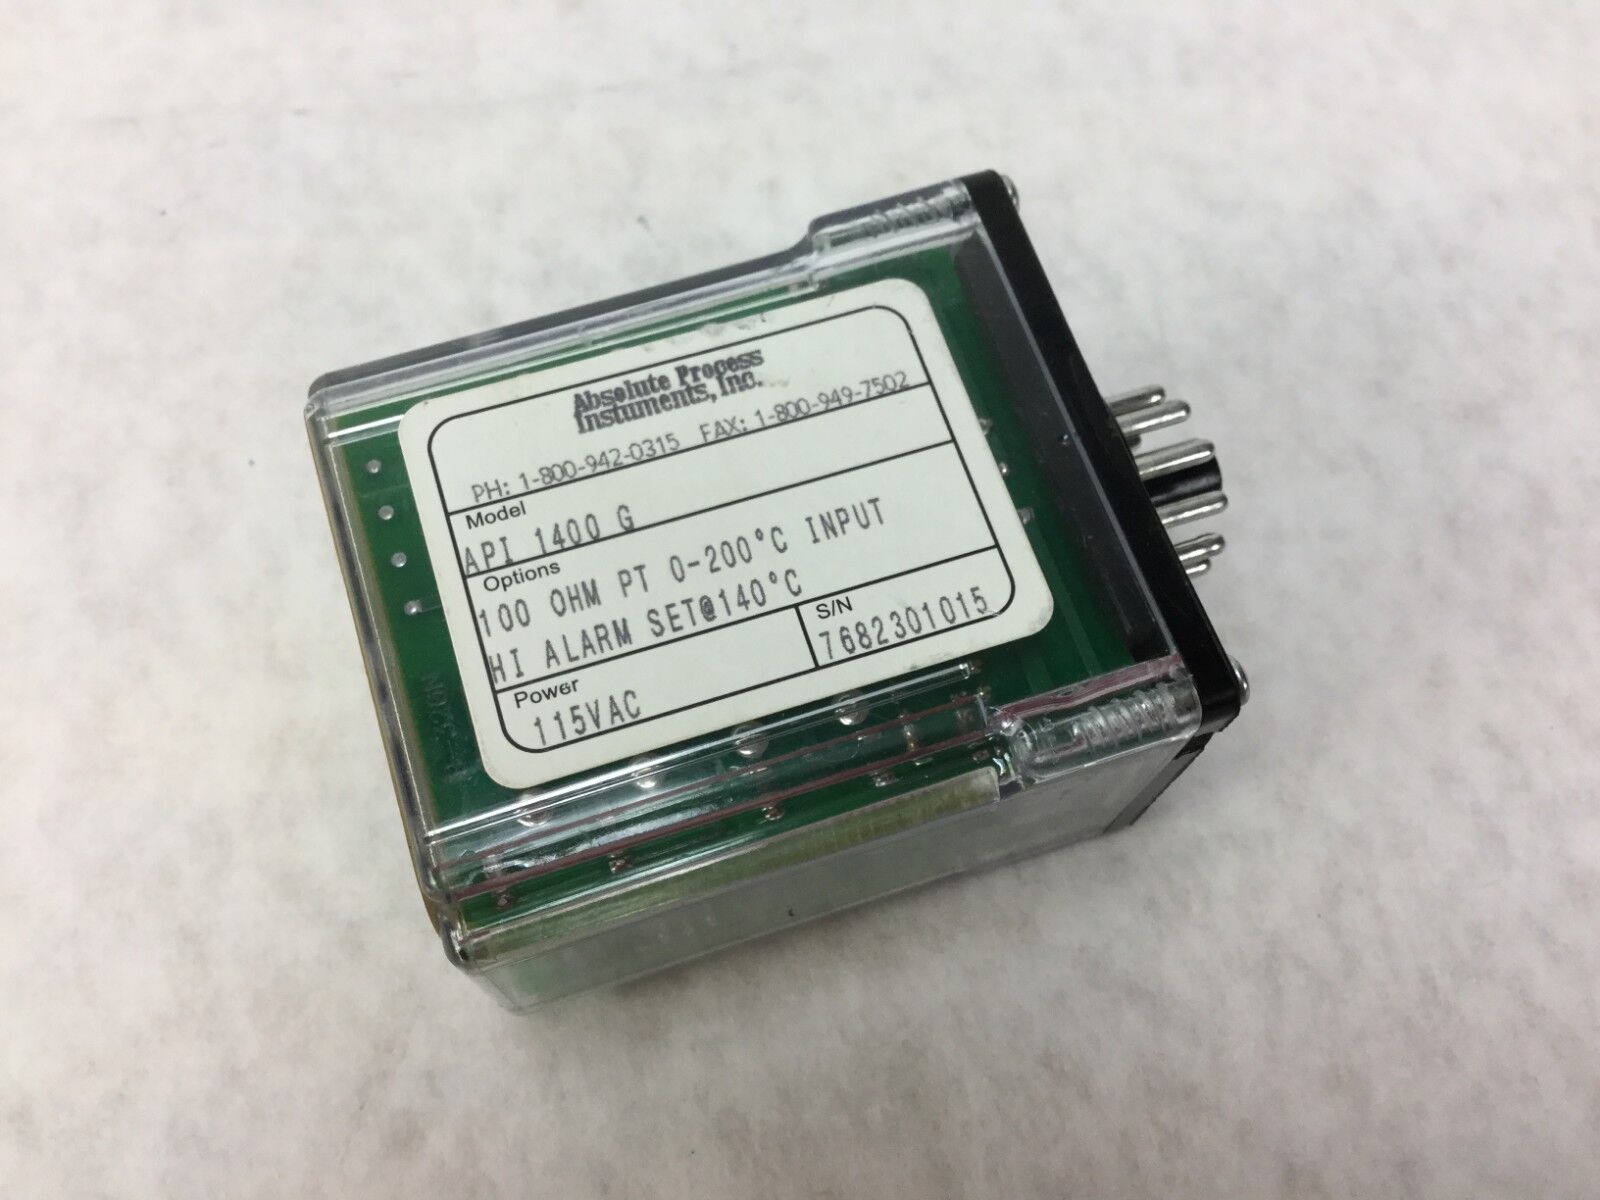 Absolute Process
Instuments, Inc.
PH: 1-800-942-0315 FAX: 1-800-949-7502
Model
API 1400 G
Options
100 OHM PT 0-200°C INPUT
HI ALARM SET@140°C
Power
115VAC
S/N
7682301015